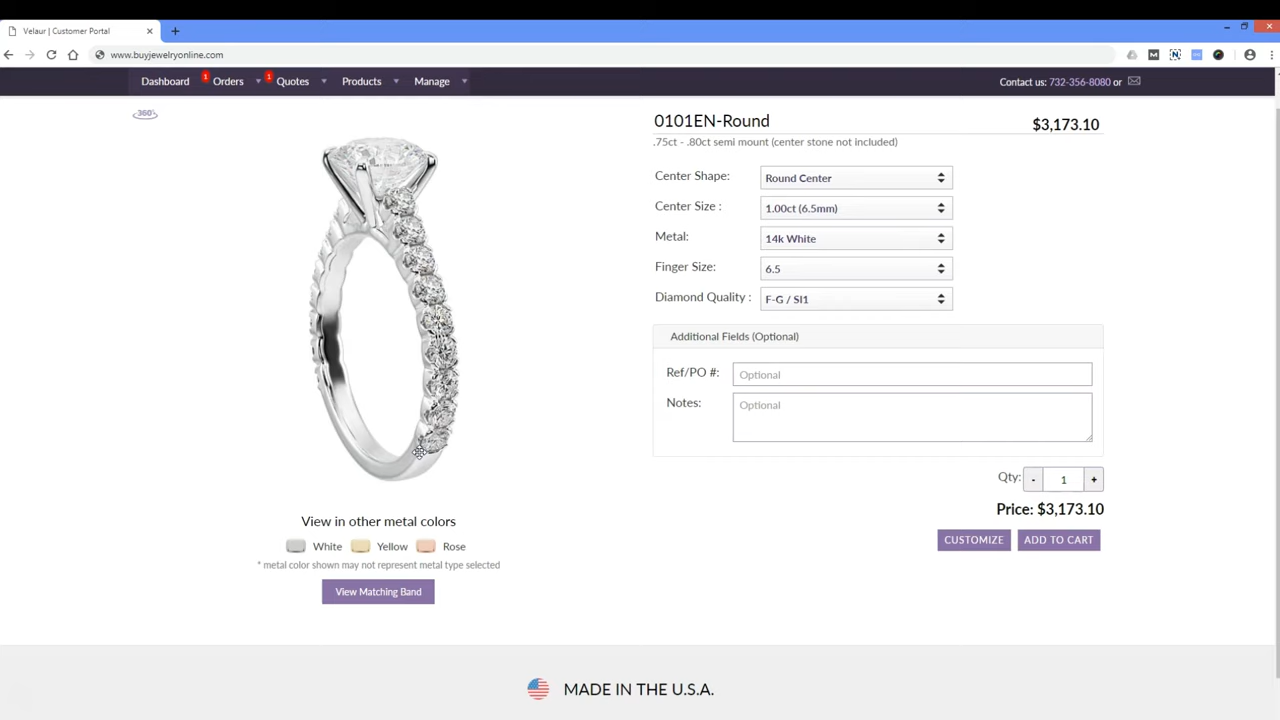 Velaur | Customer Portal
www.buyjewelryonline.com
Dashboard 1 Orders 1 Quotes Products Manage Contact us: 732-356-8080 or
360°
0101EN-Round $3,173.10
.75ct - .80ct semi mount (center stone not included)
Center Shape: Round Center
Center Size : 1.00ct (6.5mm)
Metal: 14k White
Finger Size: 6.5
Diamond Quality : F-G / SI1
Additional Fields (Optional)
Ref/PO #: Optional
Notes: Optional
Qty: - 1 +
Price: $3,173.10
CUSTOMIZE ADD TO CART
View in other metal colors
White Yellow Rose
* metal color shown may not represent metal type selected
View Matching Band
MADE IN THE U.S.A.